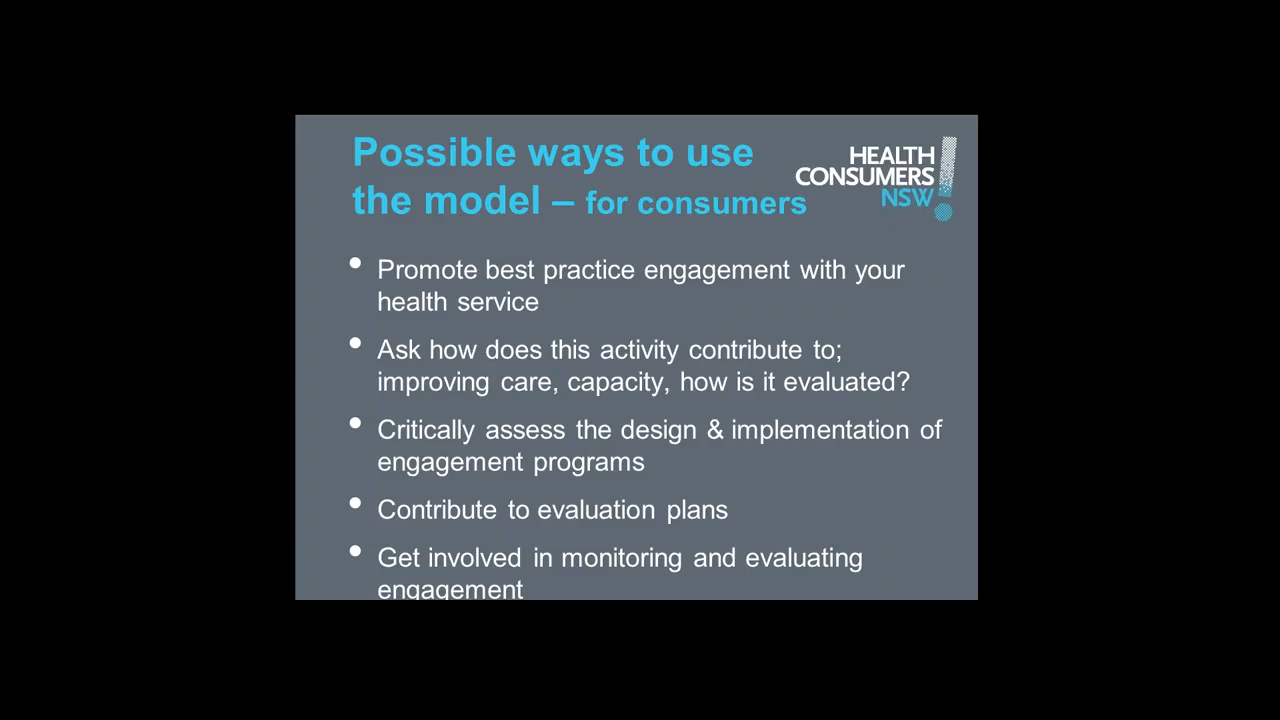 Possible ways to use
the model – for consumers
HEALTH
CONSUMERS
NSW
• Promote best practice engagement with your
health service
• Ask how does this activity contribute to;
improving care, capacity, how is it evaluated?
• Critically assess the design & implementation of
engagement programs
• Contribute to evaluation plans
• Get involved in monitoring and evaluating
engagement